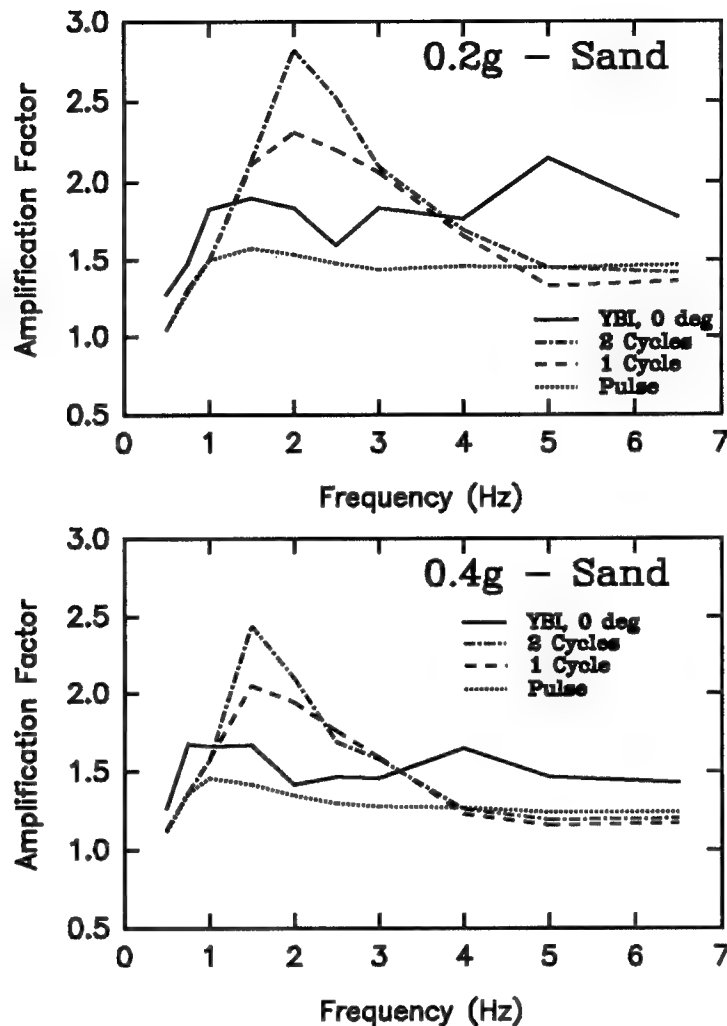 0.2g – Sand
3.0
2.5
2.0
1.5
1.0
0.5
Amplification Factor
YBI, 0 deg
2 Cycles
1 Cycle
Pulse
0 1 2 3 4 5 6 7
Frequency (Hz)
0.4g – Sand
3.0
2.5
2.0
1.5
1.0
0.5
Amplification Factor
YBI, 0 deg
2 Cycles
1 Cycle
Pulse
0 1 2 3 4 5 6 7
Frequency (Hz)